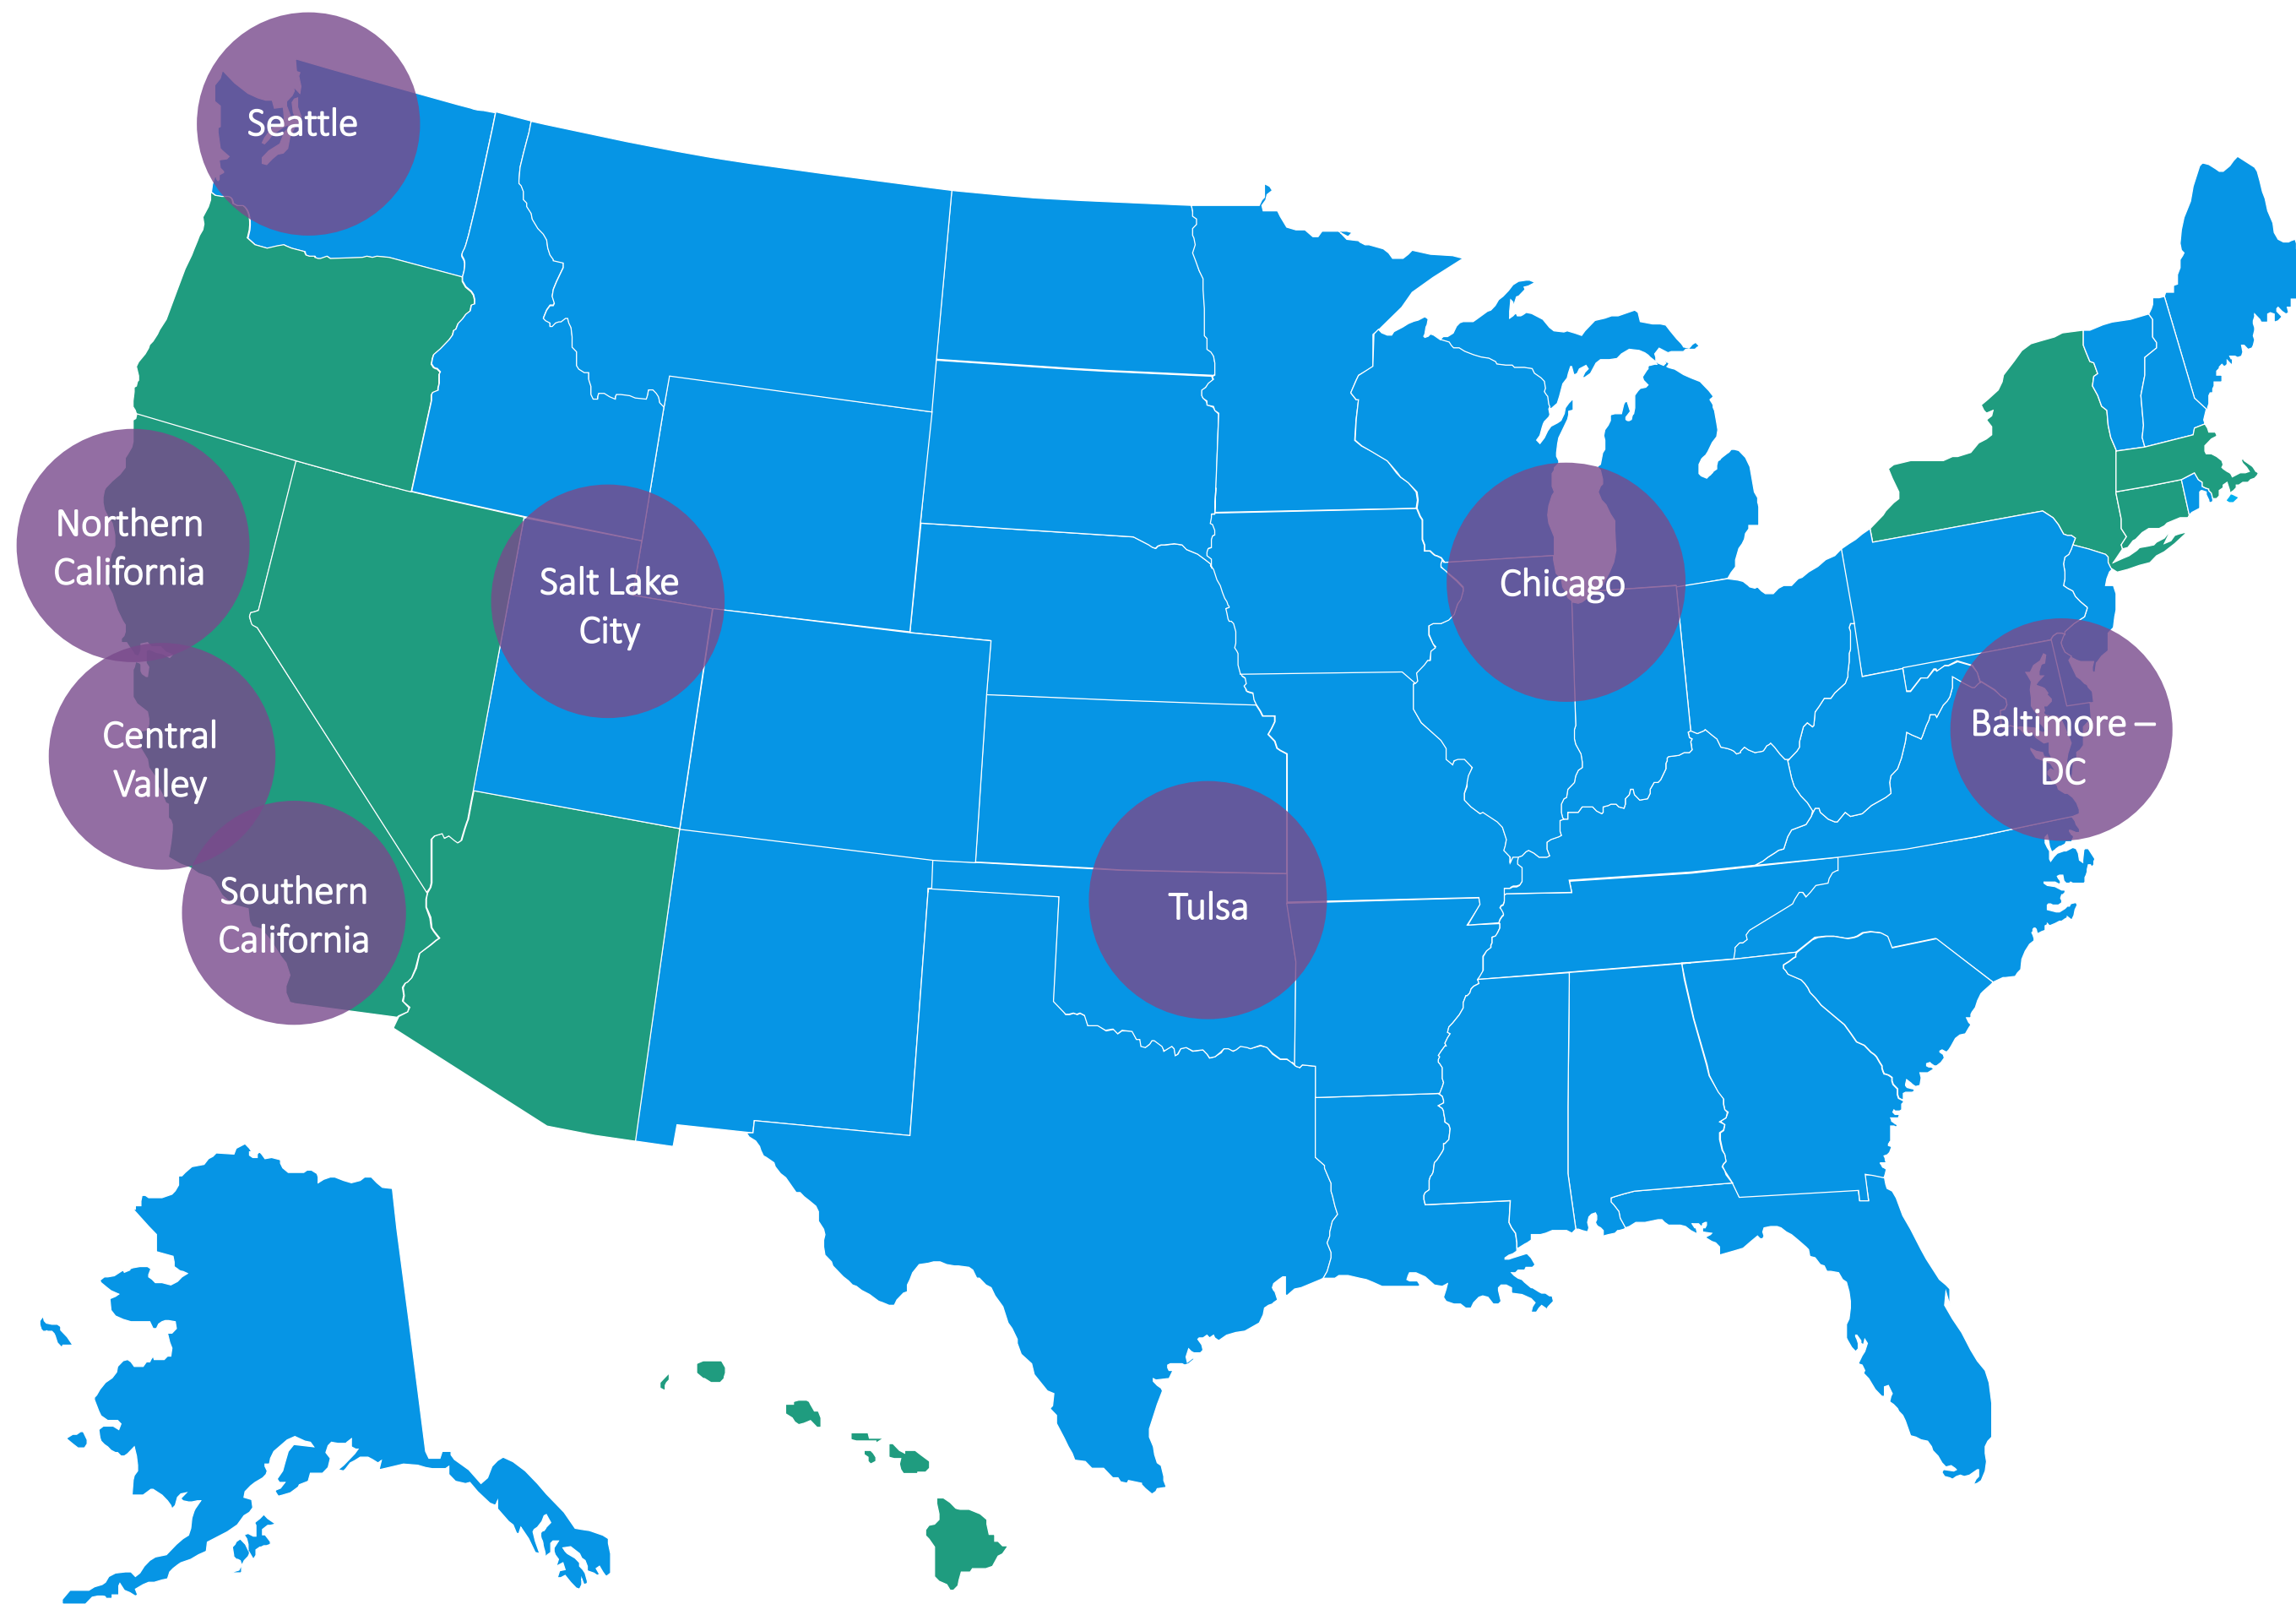 Seattle
Northern
California
Salt Lake
City
Chicago
Central
Valley
Baltimore –
DC
Southern
California
Tulsa